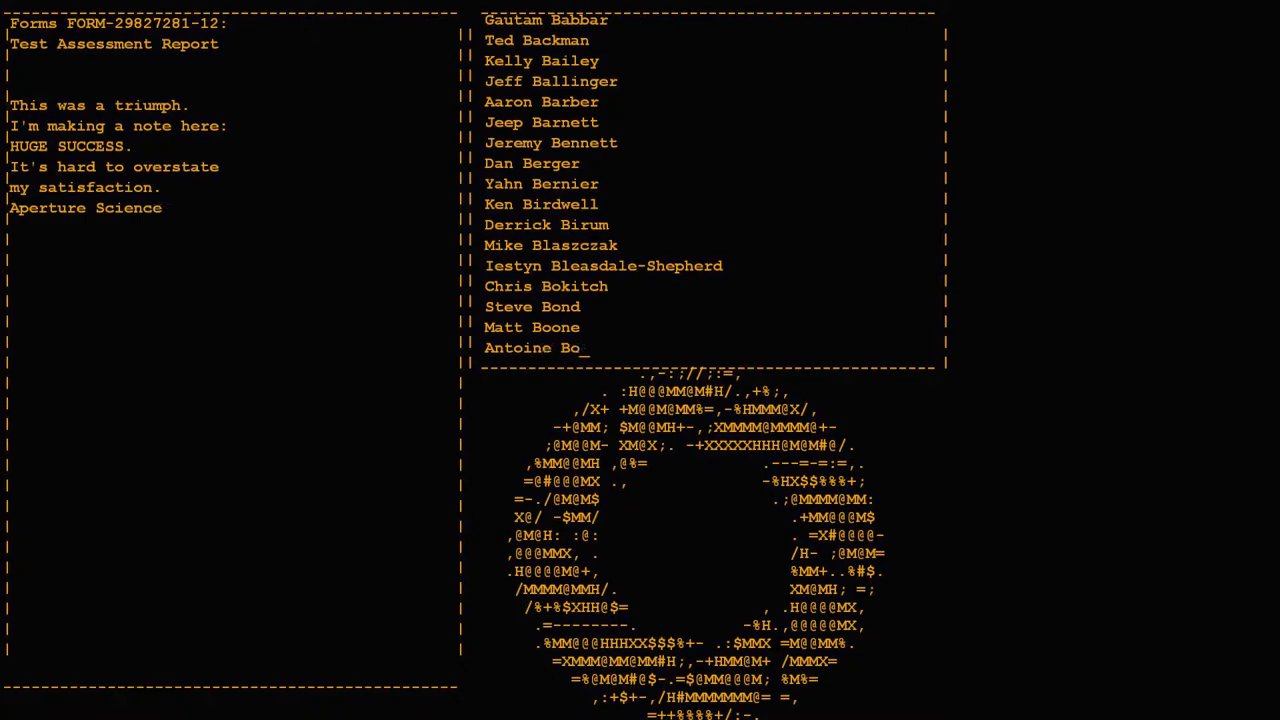 Forms FORM-29827281-12:
Test Assessment Report
This was a triumph.
I'm making a note here:
HUGE SUCCESS.
It's hard to overstate
my satisfaction.
Aperture Science
Gautam Babbar
Ted Backman
Kelly Bailey
Jeff Ballinger
Aaron Barber
Jeep Barnett
Jeremy Bennett
Dan Berger
Yahn Bernier
Ken Birdwell
Derrick Birum
Mike Blaszczak
Iestyn Bleasdale-Shepherd
Chris Bokitch
Steve Bond
Matt Boone
Antoine Bo_